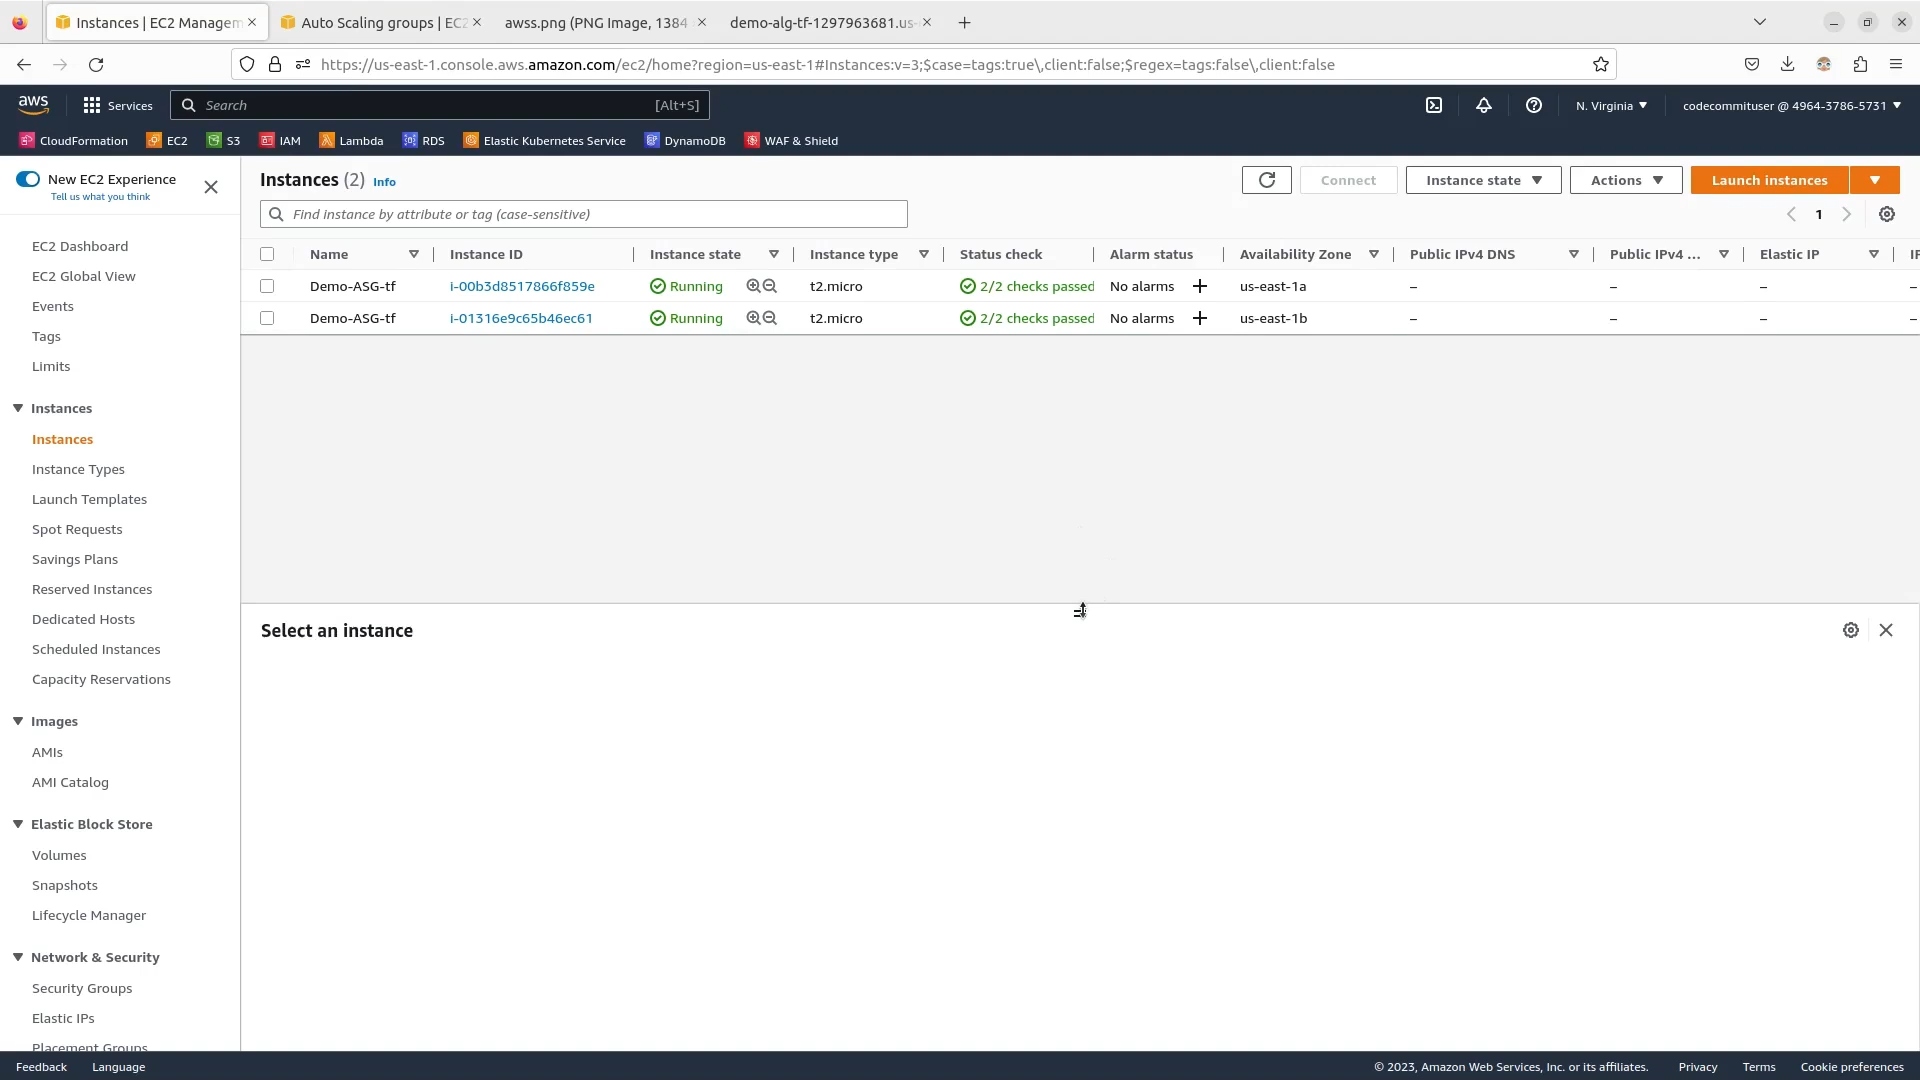 Instances | EC2 Managem
Auto Scaling groups | EC2
awss.png (PNG Image, 1384
demo-alg-tf-1297963681.us-
https://us-east-1.console.aws.amazon.com/ec2/home?region=us-east-1#Instances:v=3;$case=tags:true\,client:false;$regex=tags:false\,client:false
aws
Services
Search
[Alt+S]
N. Virginia
codecommituser @ 4964-3786-5731
CloudFormation
EC2
S3
IAM
Lambda
RDS
Elastic Kubernetes Service
DynamoDB
WAF & Shield
New EC2 Experience
Tell us what you think
EC2 Dashboard
EC2 Global View
Events
Tags
Limits
Instances
Instances
Instance Types
Launch Templates
Spot Requests
Savings Plans
Reserved Instances
Dedicated Hosts
Scheduled Instances
Capacity Reservations
Images
AMIs
AMI Catalog
Elastic Block Store
Volumes
Snapshots
Lifecycle Manager
Network & Security
Security Groups
Elastic IPs
Placement Groups
Instances (2) Info
Connect
Instance state
Actions
Launch instances
Find instance by attribute or tag (case-sensitive)
1
Name Instance ID Instance state Instance type Status check Alarm status Availability Zone Public IPv4 DNS Public IPv4 ... Elastic IP IP
Demo-ASG-tf i-00b3d8517866f859e Running t2.micro 2/2 checks passed No alarms + us-east-1a – – – –
Demo-ASG-tf i-01316e9c65b46ec61 Running t2.micro 2/2 checks passed No alarms + us-east-1b – – – –
Select an instance
Feedback
Language
© 2023, Amazon Web Services, Inc. or its affiliates.
Privacy
Terms
Cookie preferences